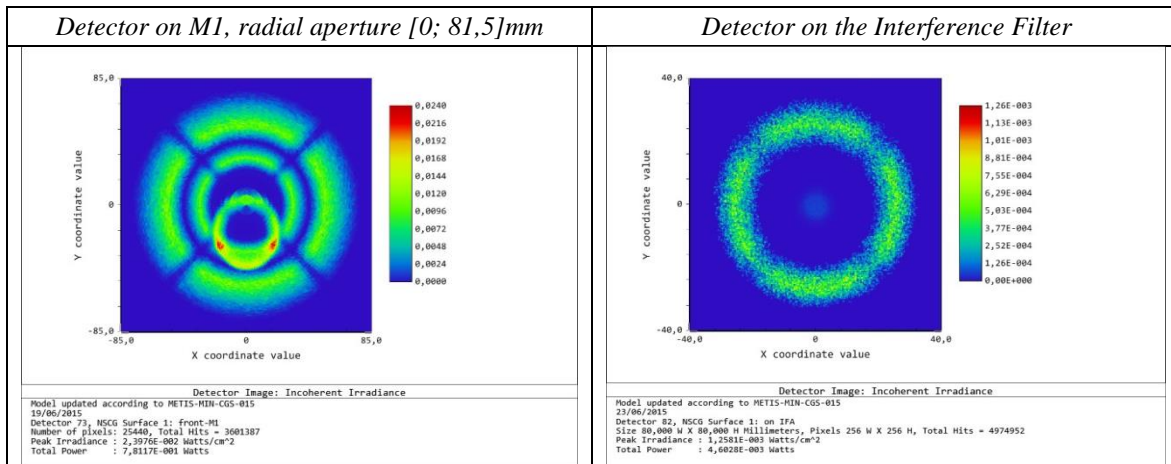 Detector on M1, radial aperture [0; 81,5]mm
Detector on the Interference Filter
85,0
0
-85,0
Y coordinate value
-85,0
0
85,0
X coordinate value
0,0240
0,0216
0,0192
0,0168
0,0144
0,0120
0,0096
0,0072
0,0048
0,0024
0,0000
Detector Image: Incoherent Irradiance
Model updated according to METIS-MIN-CGS-015
19/06/2015
Detector 73, NSCG Surface 1: front-M1
Number of pixels: 25440, Total Hits = 3601387
Peak Irradiance : 2,3976E-002 Watts/cm^2
Total Power : 7,8117E-001 Watts
40,0
0
-40,0
Y coordinate value
-40,0
0
40,0
X coordinate value
1,26E-003
1,13E-003
1,01E-003
8,81E-004
7,55E-004
6,29E-004
5,03E-004
3,77E-004
2,52E-004
1,26E-004
0,00E+000
Detector Image: Incoherent Irradiance
Model updated according to METIS-MIN-CGS-015
23/06/2015
Detector 82, NSCG Surface 1: on IFA
Size 80,000 W X 80,000 H Millimeters, Pixels 256 W X 256 H, Total Hits = 4974952
Peak Irradiance : 1,2581E-003 Watts/cm^2
Total Power : 4,6028E-003 Watts